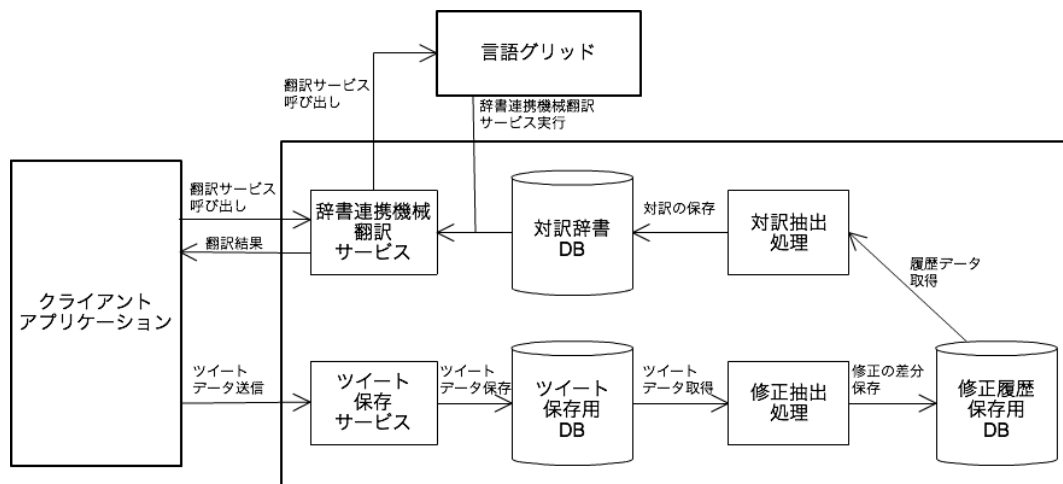 言語グリッド
翻訳サービス
呼び出し
辞書連携機械翻訳
サービス実行
クライアント
アプリケーション
翻訳サービス
呼び出し
翻訳結果
辞書連携機械
翻訳
サービス
対訳辞書
DB
対訳の保存
対訳抽出
処理
履歴データ
取得
ツイート
データ送信
ツイート
保存
サービス
ツイート
データ保存
ツイート
保存用
DB
ツイート
データ取得
修正抽出
処理
修正の差分
保存
修正履歴
保存用
DB